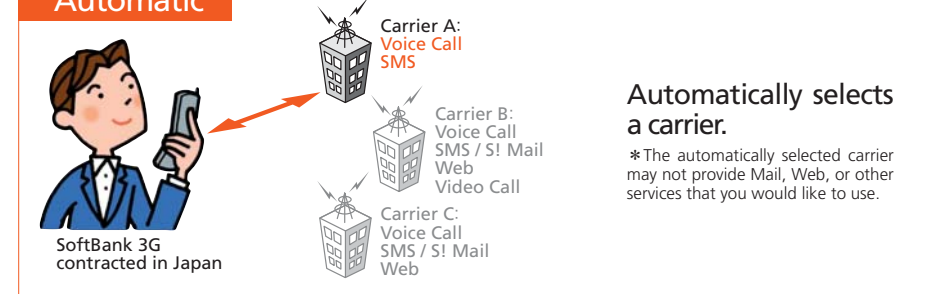 Automatic
Carrier A:
Voice Call
SMS
Carrier B:
Voice Call
SMS / S! Mail
Web
Video Call
Carrier C:
Voice Call
SMS / S! Mail
Web
SoftBank 3G
contracted in Japan
Automatically selects
a carrier.
＊The automatically selected carrier
may not provide Mail, Web, or other
services that you would like to use.